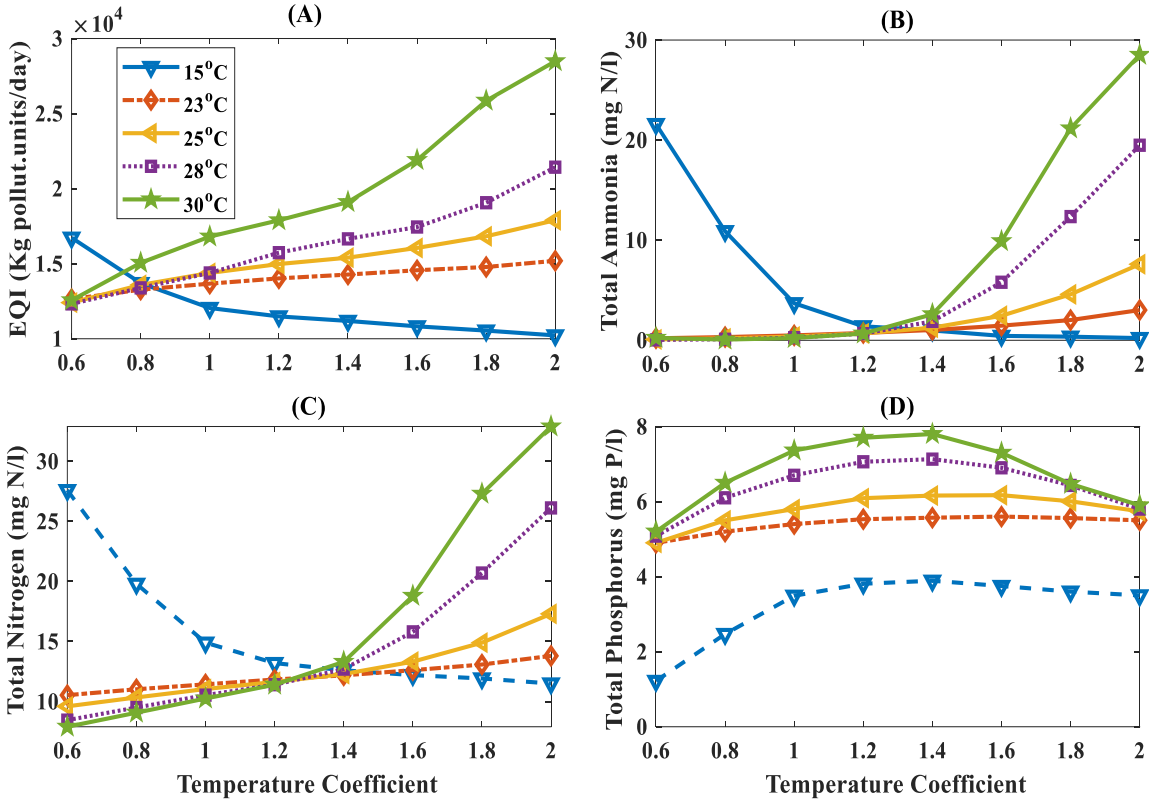 (A)
×10⁴
EQI (Kg pollut.units/day)
3
2.5
2
1.5
1
0.6 0.8 1 1.2 1.4 1.6 1.8 2
15°C
23°C
25°C
28°C
30°C
(B)
Total Ammonia (mg N/l)
30
20
10
0
0.6 0.8 1 1.2 1.4 1.6 1.8 2
(C)
Total Nitrogen (mg N/l)
30
25
20
15
10
0.6 0.8 1 1.2 1.4 1.6 1.8 2
Temperature Coefficient
(D)
Total Phosphorus (mg P/l)
8
6
4
2
0
0.6 0.8 1 1.2 1.4 1.6 1.8 2
Temperature Coefficient